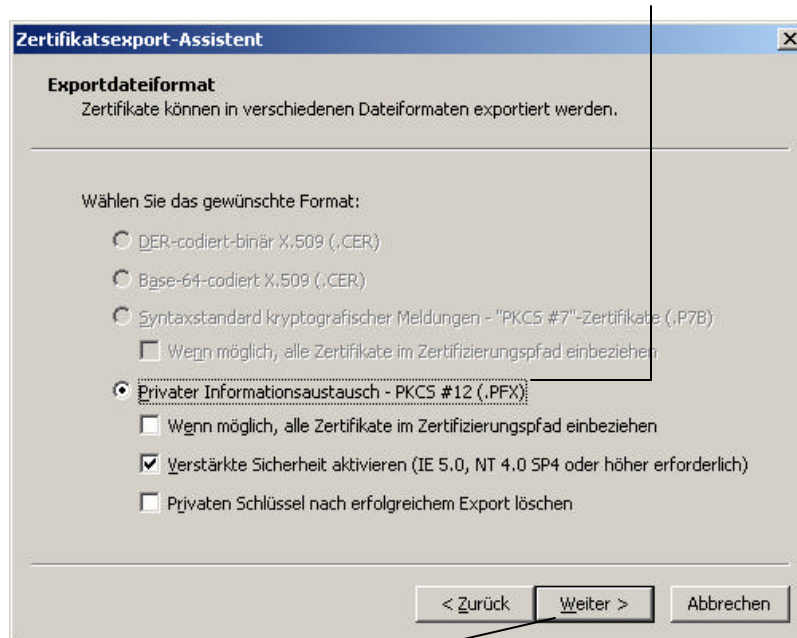 Zertifikatsexport-Assistent
Exportdateiformat
Zertifikate können in verschiedenen Dateiformaten exportiert werden.
Wählen Sie das gewünschte Format:
DER-codiert-binär X.509 (.CER)
Base-64-codiert X.509 (.CER)
Syntaxstandard kryptografischer Meldungen - "PKCS #7"-Zertifikate (.P7B)
Wenn möglich, alle Zertifikate im Zertifizierungspfad einbeziehen
Privater Informationsaustausch - PKCS #12 (.PFX)
Wenn möglich, alle Zertifikate im Zertifizierungspfad einbeziehen
Verstärkte Sicherheit aktivieren (IE 5.0, NT 4.0 SP4 oder höher erforderlich)
Privaten Schlüssel nach erfolgreichem Export löschen
< Zurück Weiter > Abbrechen